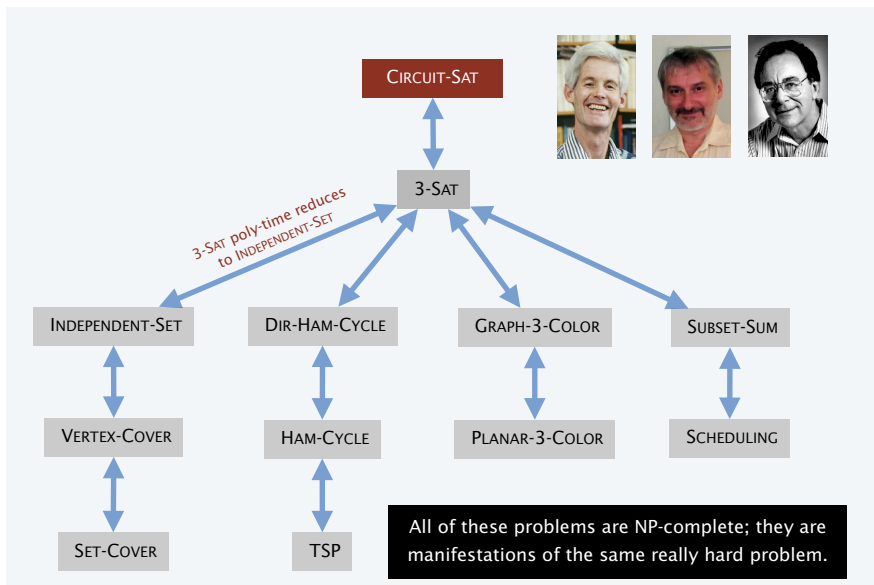 CIRCUIT-SAT
3-SAT
3-SAT poly-time reduces
to INDEPENDENT-SET
INDEPENDENT-SET
DIR-HAM-CYCLE
GRAPH-3-COLOR
SUBSET-SUM
VERTEX-COVER
HAM-CYCLE
PLANAR-3-COLOR
SCHEDULING
SET-COVER
TSP
All of these problems are NP-complete; they are
manifestations of the same really hard problem.